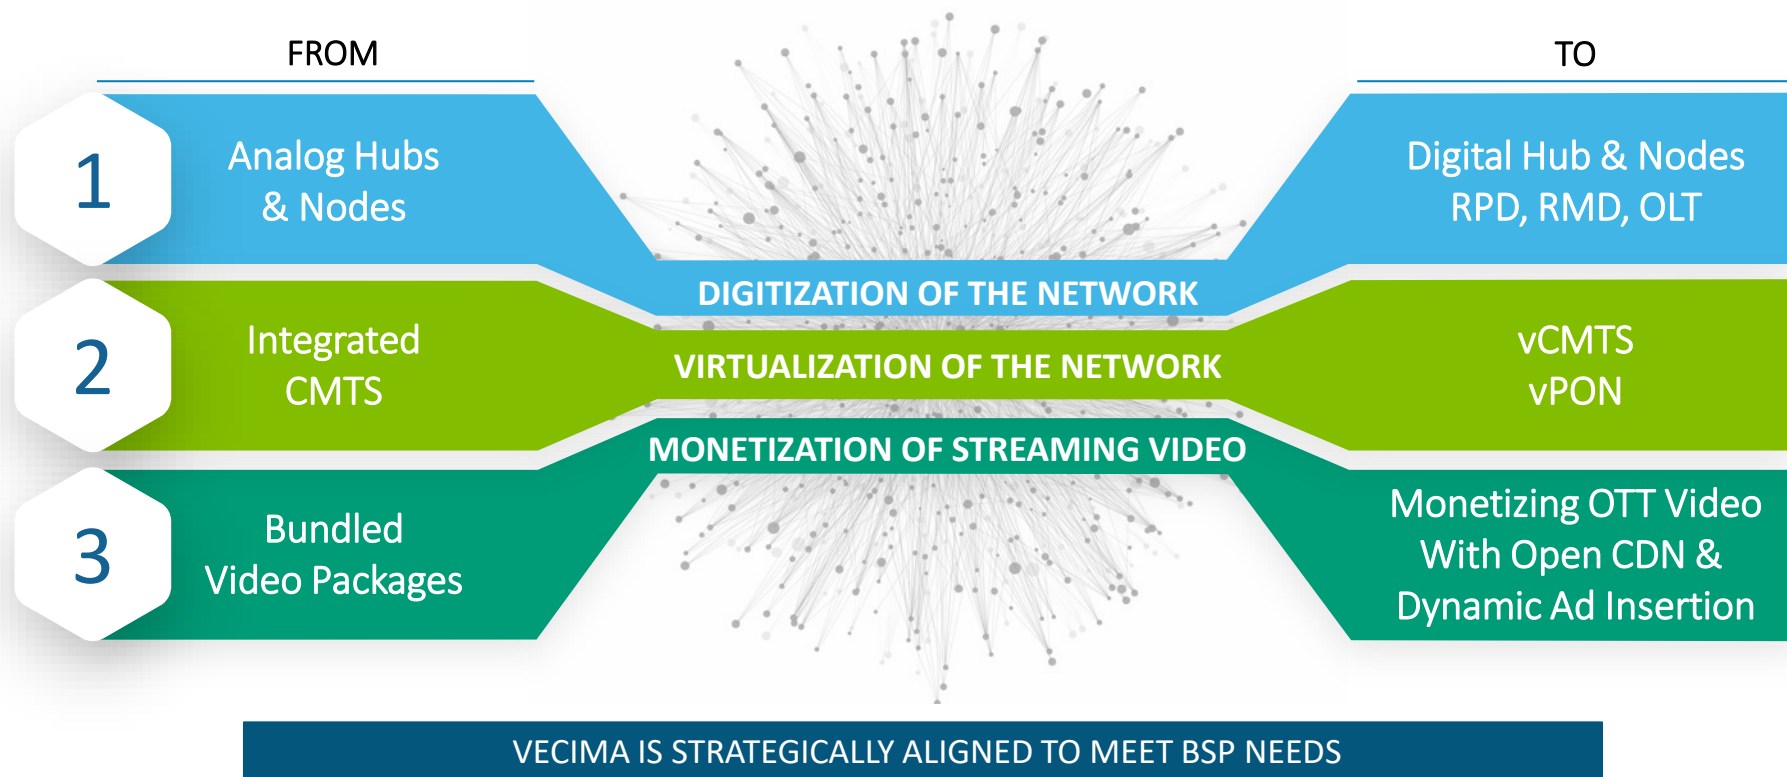 FROM
TO
1
Analog Hubs
& Nodes
DIGITIZATION OF THE NETWORK
Digital Hub & Nodes
RPD, RMD, OLT
2
Integrated
CMTS
VIRTUALIZATION OF THE NETWORK
vCMTS
vPON
3
Bundled
Video Packages
MONETIZATION OF STREAMING VIDEO
Monetizing OTT Video
With Open CDN &
Dynamic Ad Insertion
VECIMA IS STRATEGICALLY ALIGNED TO MEET BSP NEEDS